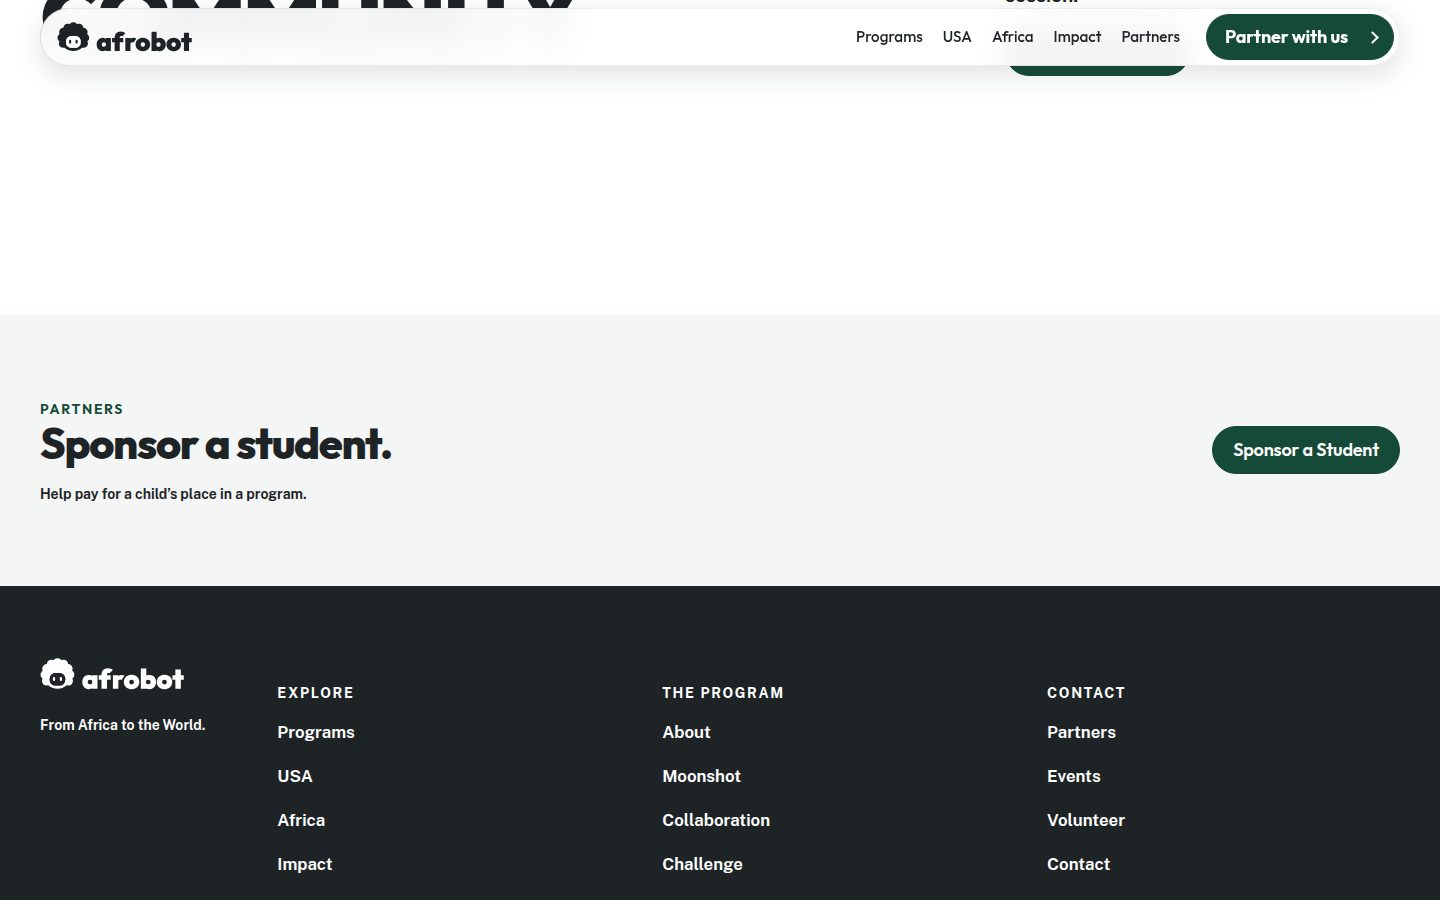 afrobot
Programs USA Africa Impact Partners Partner with us
PARTNERS
Sponsor a student.
Help pay for a child’s place in a program.
Sponsor a Student
afrobot
From Africa to the World.
EXPLORE
Programs
USA
Africa
Impact
THE PROGRAM
About
Moonshot
Collaboration
Challenge
CONTACT
Partners
Events
Volunteer
Contact